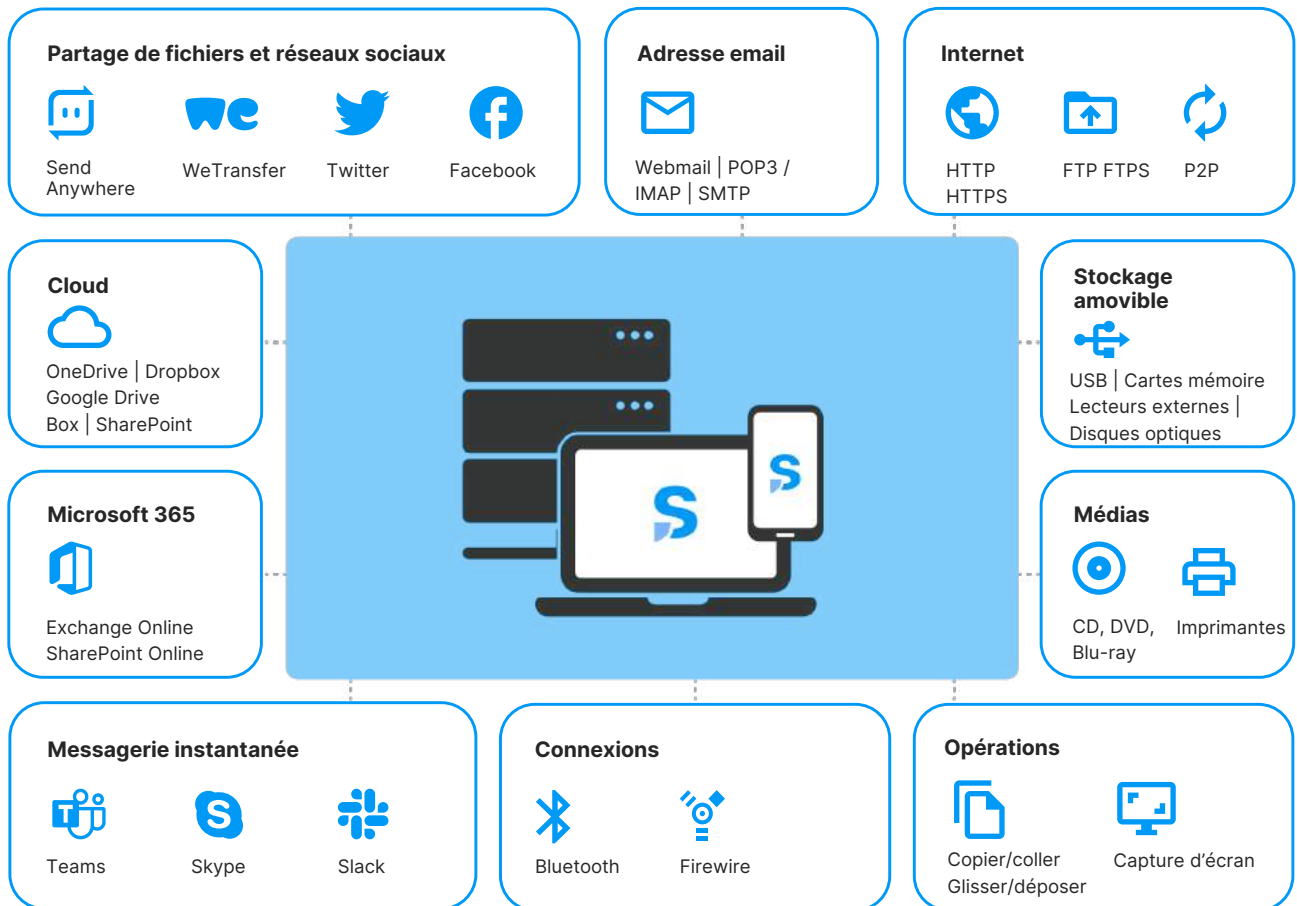 Partage de fichiers et réseaux sociaux
Send
Anywhere
WeTransfer
Twitter
Facebook
Adresse email
Webmail | POP3 /
IMAP | SMTP
Internet
HTTP
HTTPS
FTP FTPS
P2P
Cloud
OneDrive | Dropbox
Google Drive
Box | SharePoint
Stockage
amovible
USB | Cartes mémoire
Lecteurs externes |
Disques optiques
Microsoft 365
Exchange Online
SharePoint Online
Médias
CD, DVD,
Blu-ray
Imprimantes
Messagerie instantanée
Teams
Skype
Slack
Connexions
Bluetooth
Firewire
Opérations
Copier/coller
Glisser/déposer
Capture d’écran